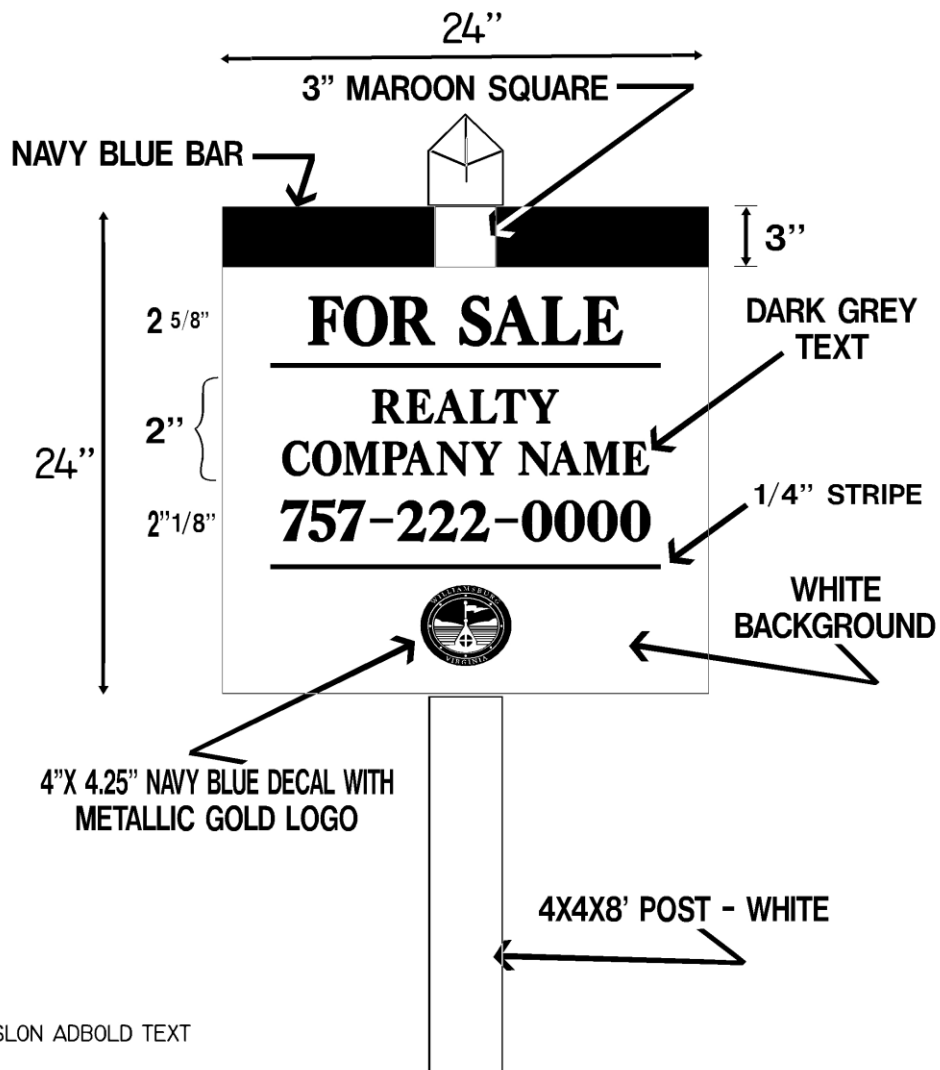 24”
3” MAROON SQUARE
NAVY BLUE BAR
3”
2 5/8”
FOR SALE
DARK GREY
TEXT
2”
REALTY
COMPANY NAME
24”
1/4” STRIPE
2”1/8”
757-222-0000
WILLIAMSBURG
VIRGINIA
WHITE
BACKGROUND
4”X 4.25” NAVY BLUE DECAL WITH
METALLIC GOLD LOGO
4X4X8’ POST - WHITE
SLON ADBOLD TEXT